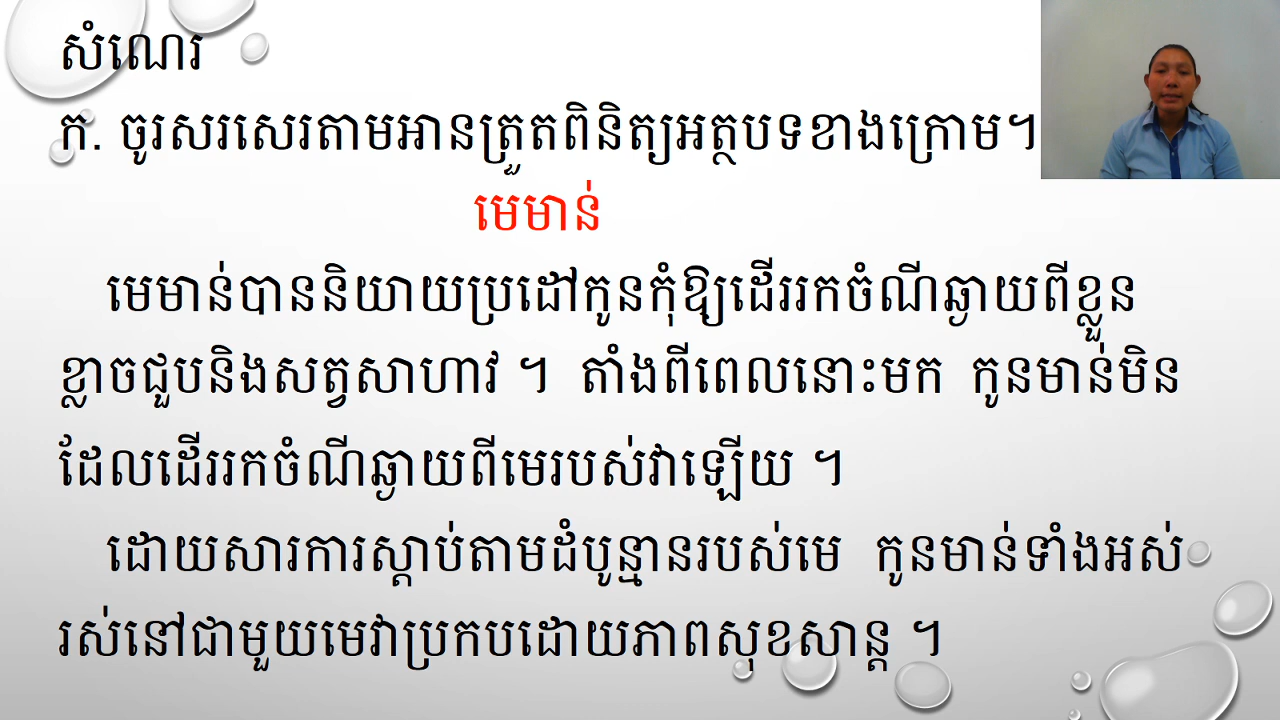 សំណេរ
ក. ចូរសរសេរតាមអានត្រួតពិនិត្យអត្ថបទខាងក្រោម។
មេមាន់
មេមាន់បាននិយាយប្រដៅកូនកុំឱ្យដើររកចំណីឆ្ងាយពីខ្លួន
ខ្លាចជួបនិងសត្វសាហាវ ។ តាំងពីពេលនោះមក កូនមាន់មិន
ដែលដើររកចំណីឆ្ងាយពីមេរបស់វាឡើយ ។
ដោយសារការស្ដាប់តាមដំបូន្មានរបស់មេ កូនមាន់ទាំងអស់
រស់នៅជាមួយមេវាប្រកបដោយភាពសុខសាន្ត ។